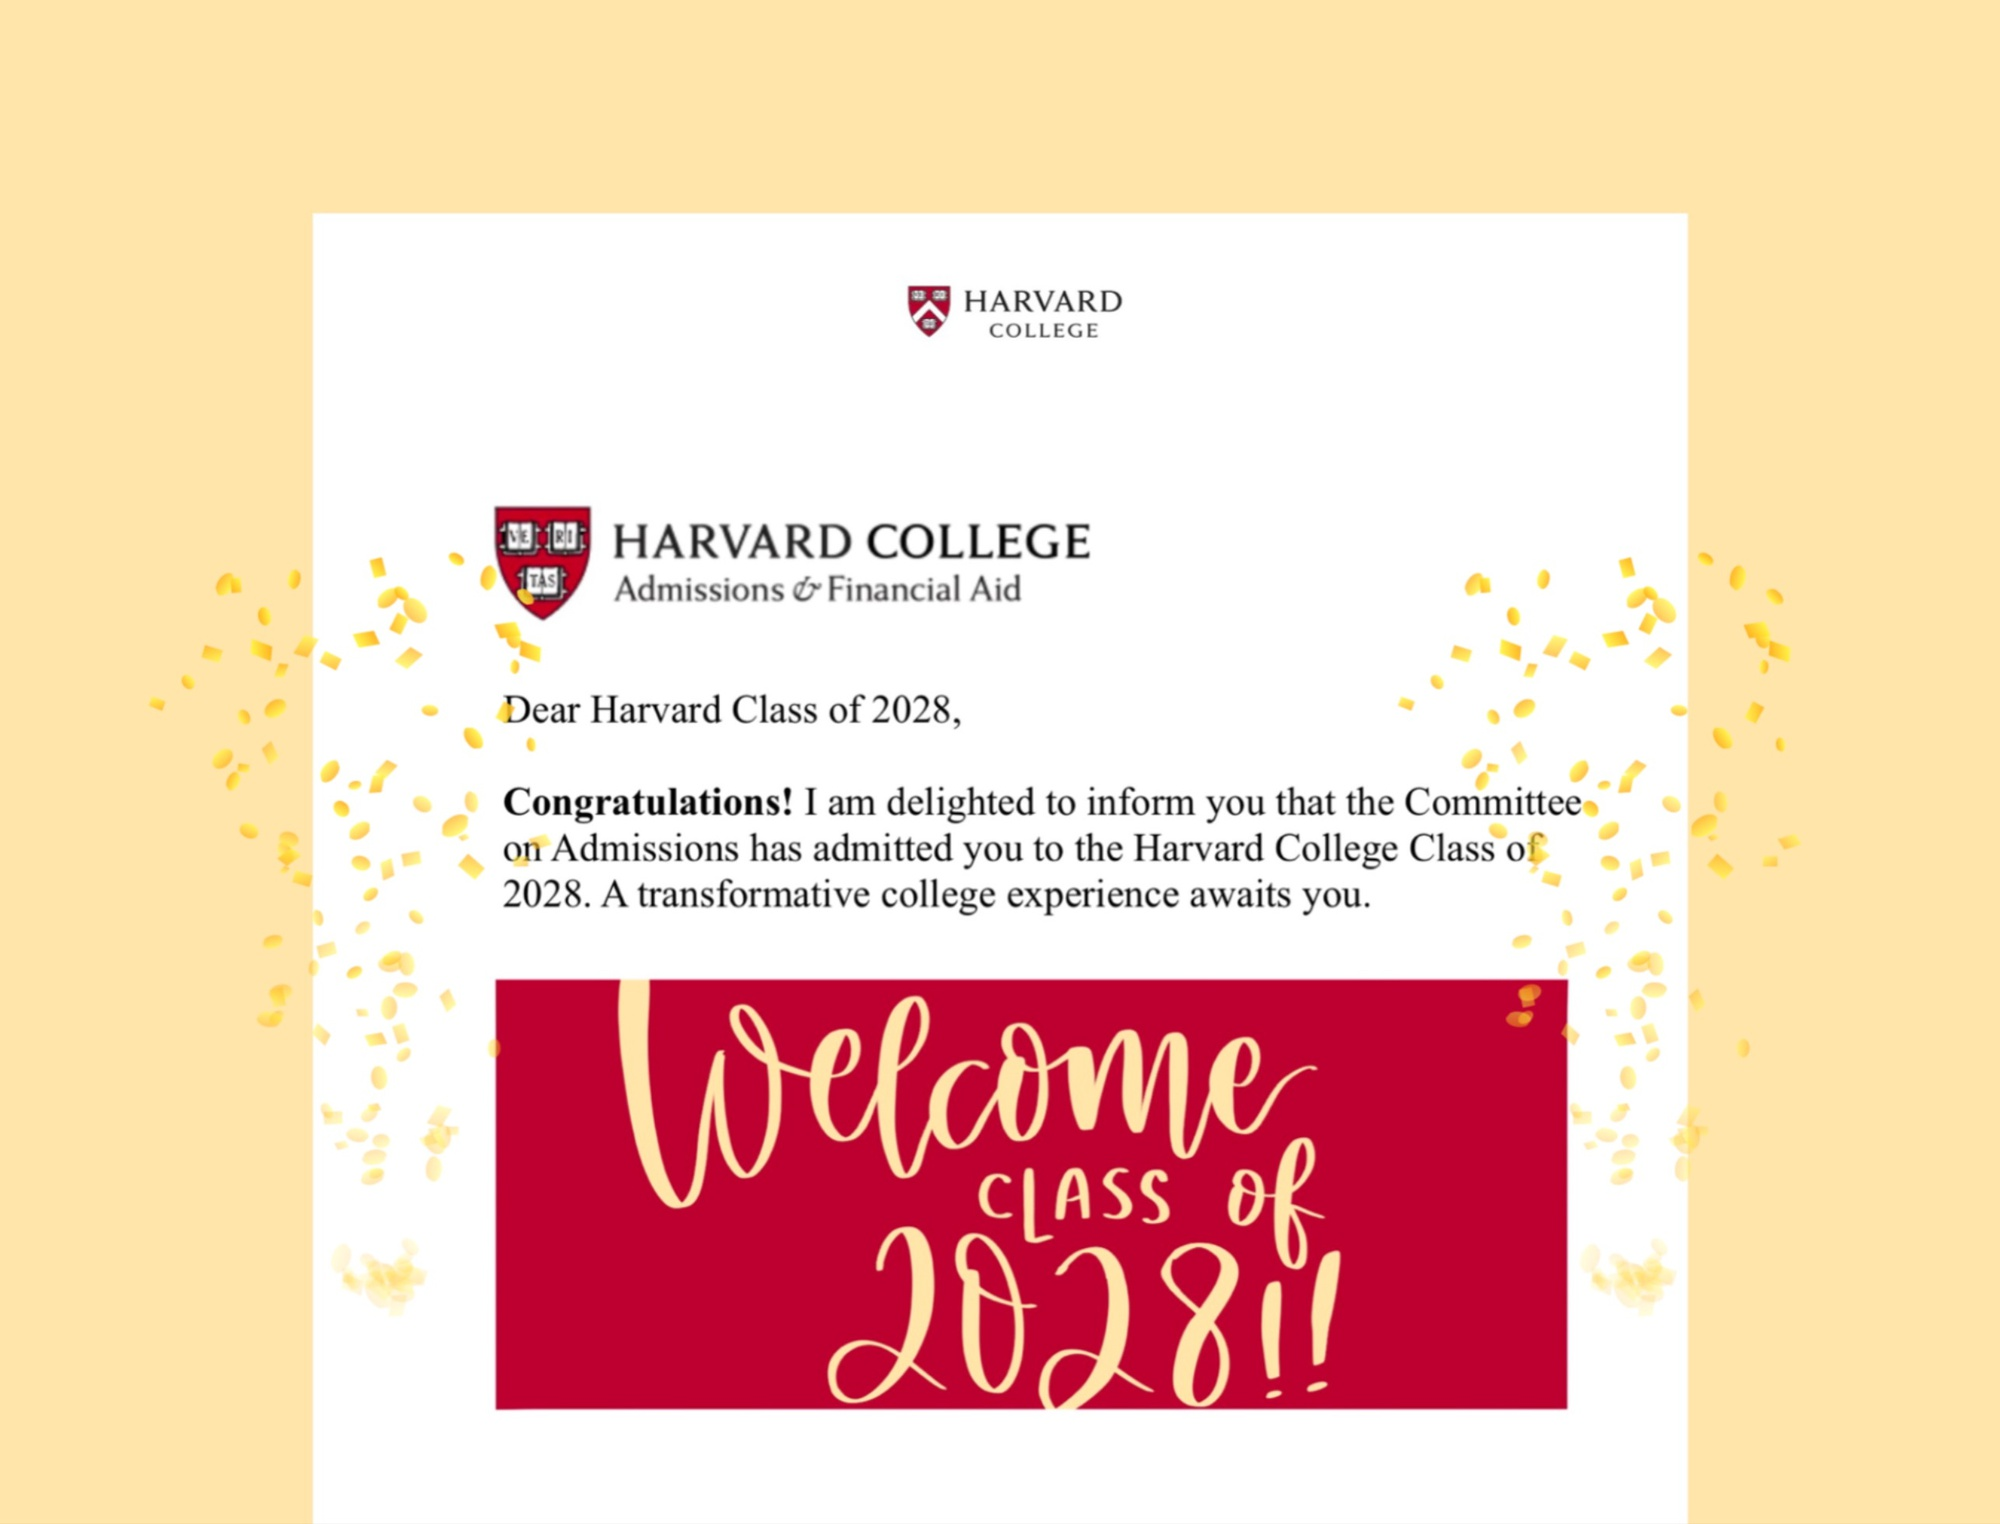 HARVARD
COLLEGE
VE RI
TAS
HARVARD COLLEGE
Admissions & Financial Aid
Dear Harvard Class of 2028,
Congratulations! I am delighted to inform you that the Committee
on Admissions has admitted you to the Harvard College Class of
2028. A transformative college experience awaits you.
Welcome
CLASS of
2028!!